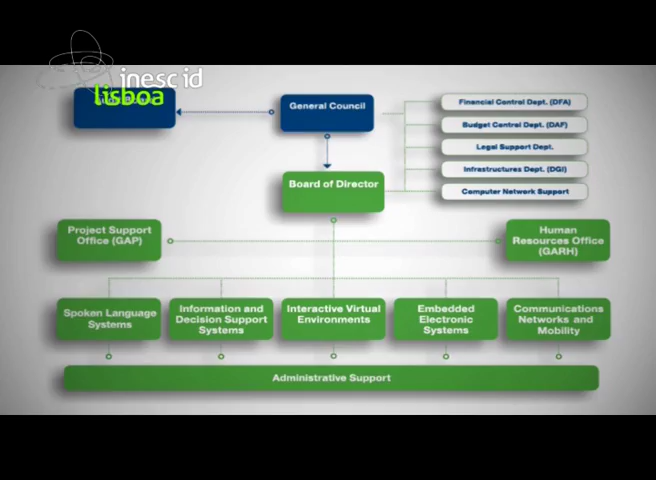 inesc id
lisboa
General Council
Financial Control Dept. (DFA)
Budget Control Dept. (DAF)
Legal Support Dept.
Infrastructures Dept. (DGI)
Computer Network Support
Board of Director
Project Support
Office (GAP)
Human
Resources Office
(GARH)
Spoken Language
Systems
Information and
Decision Support
Systems
Interactive Virtual
Environments
Embedded
Electronic
Systems
Communications
Networks and
Mobility
Administrative Support